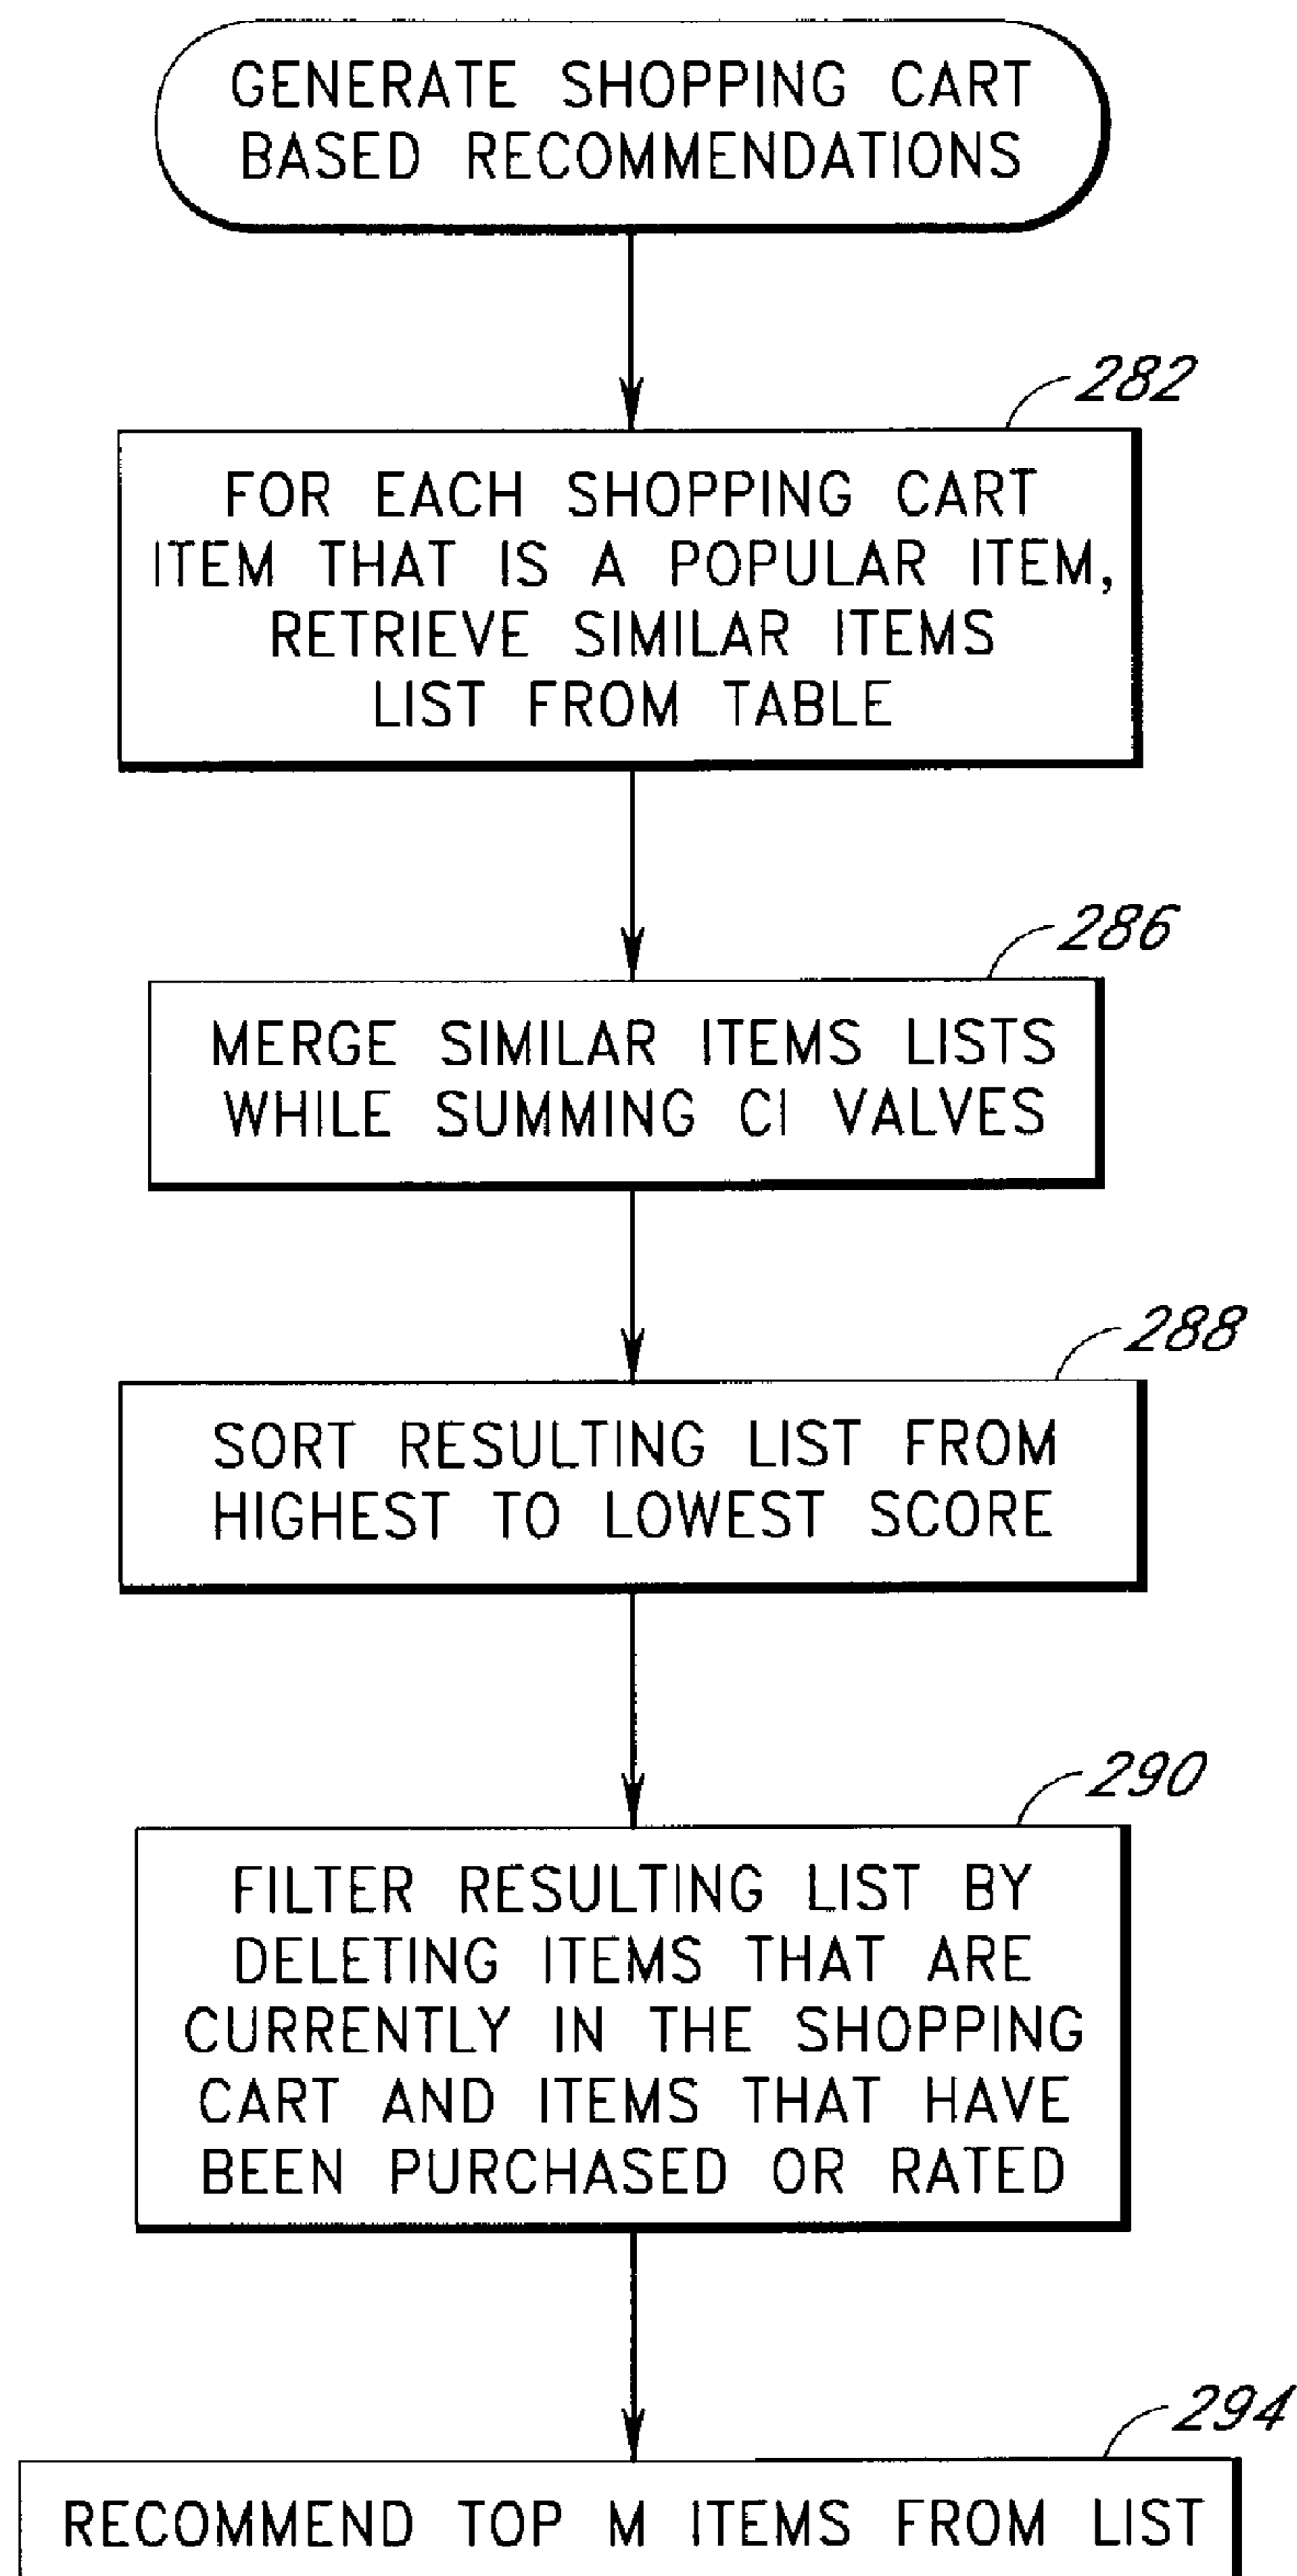 GENERATE SHOPPING CART
BASED RECOMMENDATIONS
282
FOR EACH SHOPPING CART
ITEM THAT IS A POPULAR ITEM,
RETRIEVE SIMILAR ITEMS
LIST FROM TABLE
286
MERGE SIMILAR ITEMS LISTS
WHILE SUMMING CI VALVES
288
SORT RESULTING LIST FROM
HIGHEST TO LOWEST SCORE
290
FILTER RESULTING LIST BY
DELETING ITEMS THAT ARE
CURRENTLY IN THE SHOPPING
CART AND ITEMS THAT HAVE
BEEN PURCHASED OR RATED
294
RECOMMEND TOP M ITEMS FROM LIST